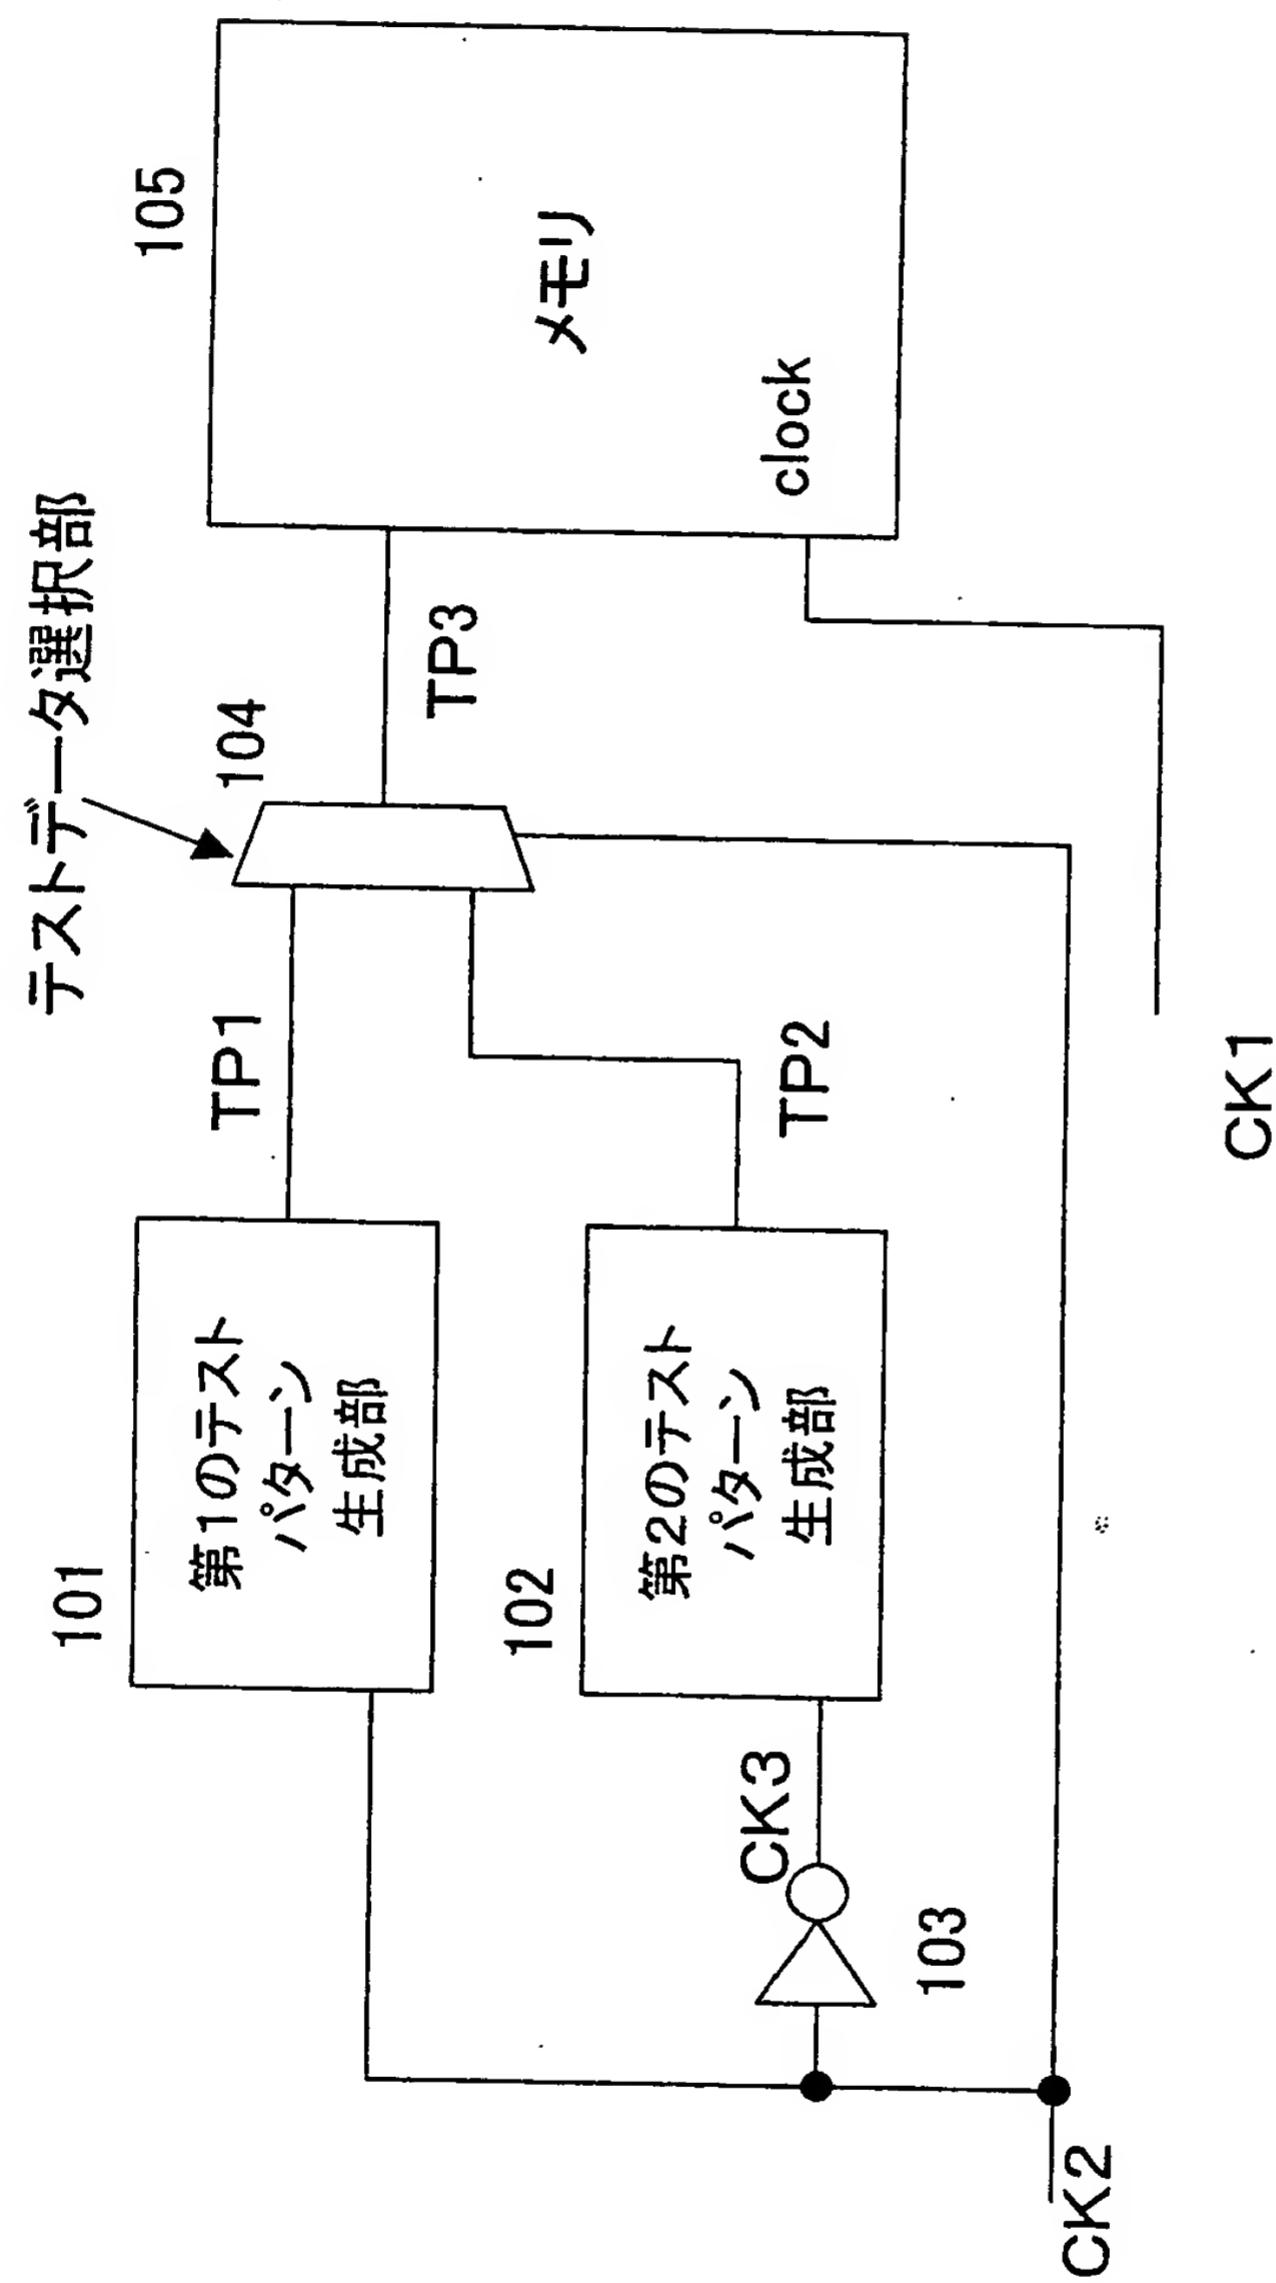 テストデータ選択部
105
104
メモリ
clock
TP3
TP1
101
第1のテスト
パターン
生成部
TP2
102
第2のテスト
パターン
生成部
CK3
103
CK1
CK2